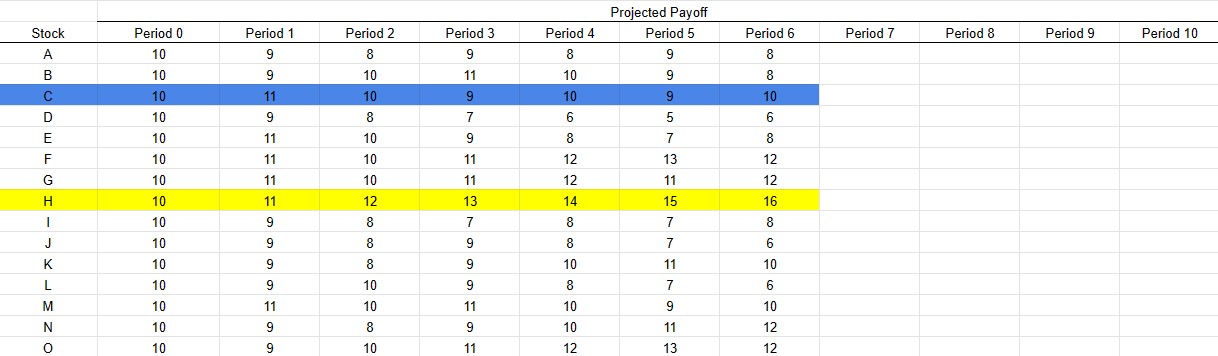 Projected Payoff
Stock Period 0 Period 1 Period 2 Period 3 Period 4 Period 5 Period 6 Period 7 Period 8 Period 9 Period 10
A 10 9 8 9 8 9 8
B 10 9 10 11 10 9 8
C 10 11 10 9 10 9 10
D 10 9 8 7 6 5 6
E 10 11 10 9 8 7 8
F 10 11 10 11 12 13 12
G 10 11 10 11 12 11 12
H 10 11 12 13 14 15 16
I 10 9 8 7 8 7 8
J 10 9 8 9 8 7 6
K 10 9 8 9 10 11 10
L 10 9 10 9 8 7 6
M 10 11 10 11 10 9 10
N 10 9 8 9 10 11 12
O 10 9 10 11 12 13 12